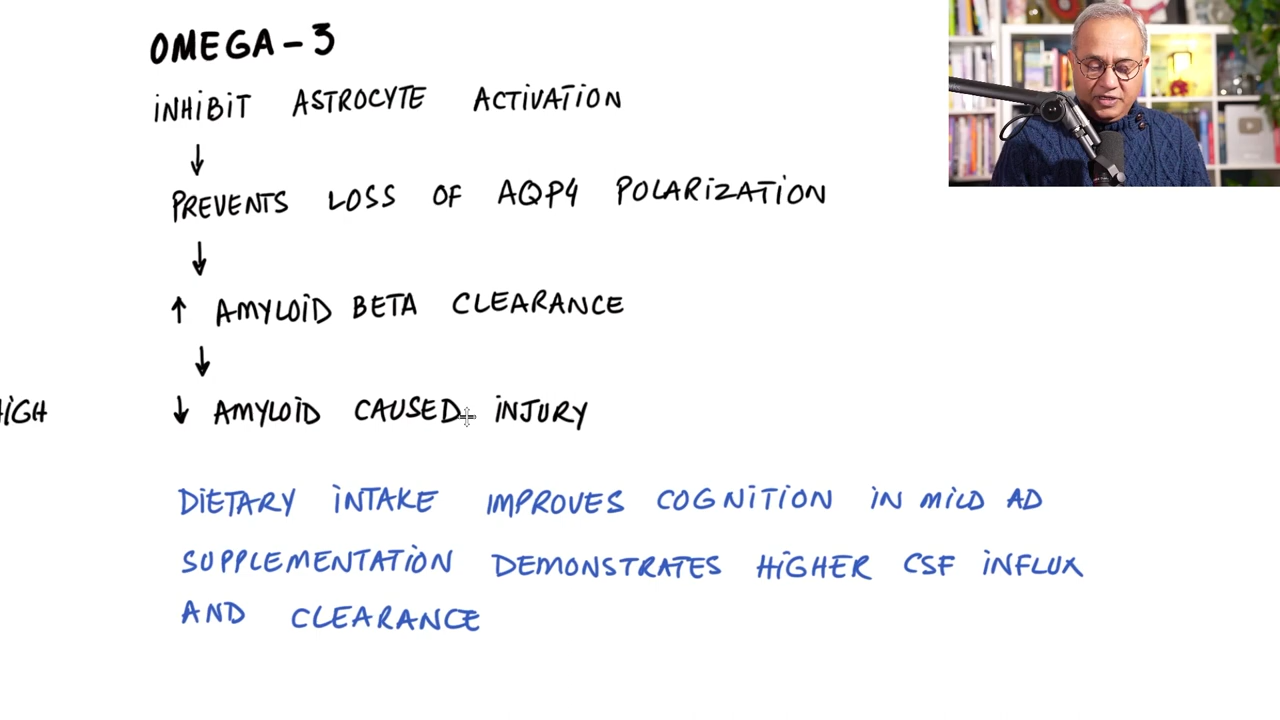 OMEGA-3
INHIBIT ASTROCYTE ACTIVATION
↓
PREVENTS LOSS OF AQP4 POLARIZATION
↓
↑ AMYLOID BETA CLEARANCE
↓
HIGH ↓ AMYLOID CAUSED INJURY
DIETARY INTAKE IMPROVES COGNITION IN MILD AD
SUPPLEMENTATION DEMONSTRATES HIGHER CSF INFLUX
AND CLEARANCE